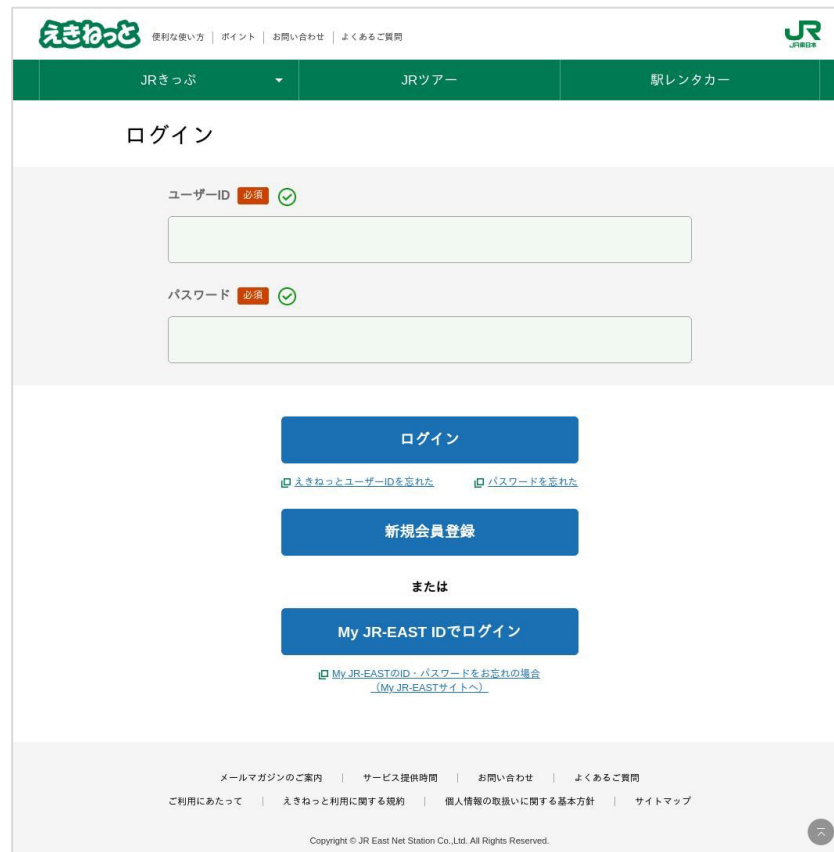 えきねっと 便利な使い方 | ポイント | お問い合わせ | よくあるご質問 JR JR東日本
JRきっぷ JRツアー 駅レンタカー
ログイン
ユーザーID 必須
パスワード 必須
ログイン
えきねっとユーザーIDを忘れた パスワードを忘れた
新規会員登録
または
My JR-EAST IDでログイン
My JR-EASTのID・パスワードをお忘れの場合
（My JR-EASTサイトへ）
メールマガジンのご案内 | サービス提供時間 | お問い合わせ | よくあるご質問
ご利用にあたって | えきねっと利用に関する規約 | 個人情報の取扱いに関する基本方針 | サイトマップ
Copyright © JR East Net Station Co.,Ltd. All Rights Reserved.